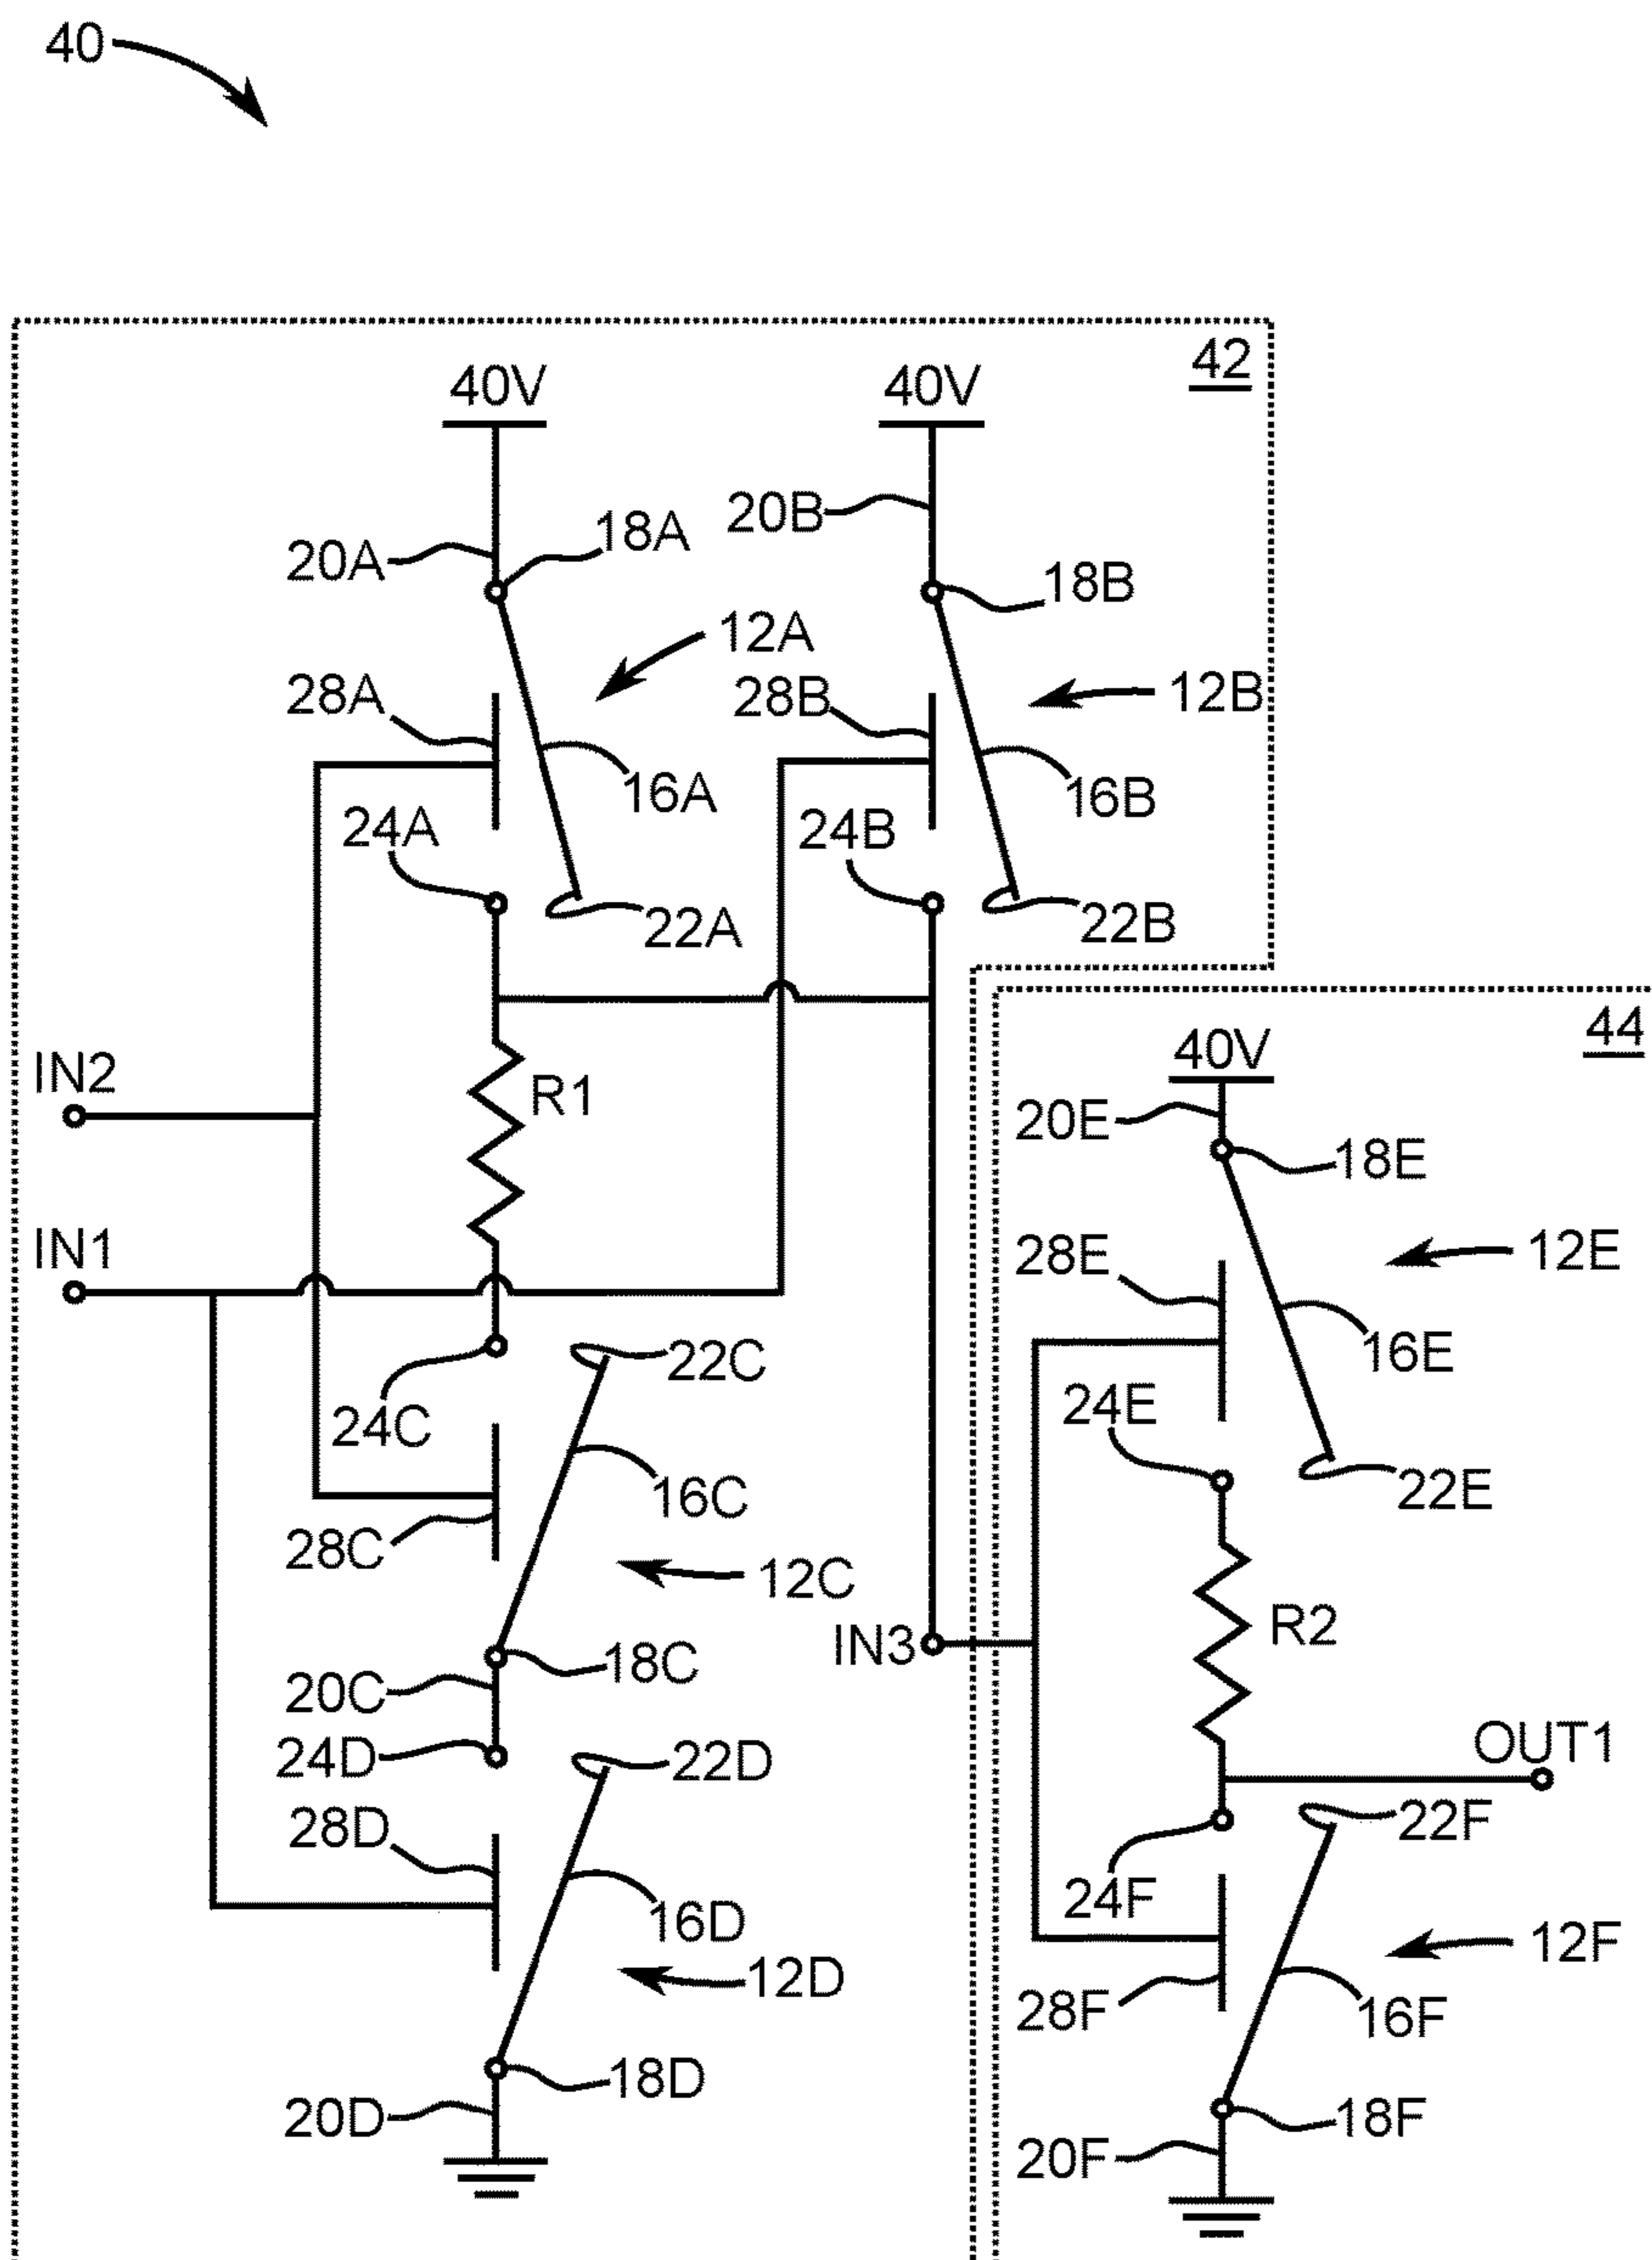 40
42
40V
40V
20B
18A
20A
18B
12A
28A
28B
12B
16A
16B
24A
24B
22A
22B
44
40V
IN2
R1
20E
18E
IN1
28E
12E
16E
22C
24E
24C
22E
16C
28C
12C
R2
IN3
18C
20C
OUT1
24D
22D
28D
22F
24F
16D
12F
12D
28F
16F
18D
20D
18F
20F